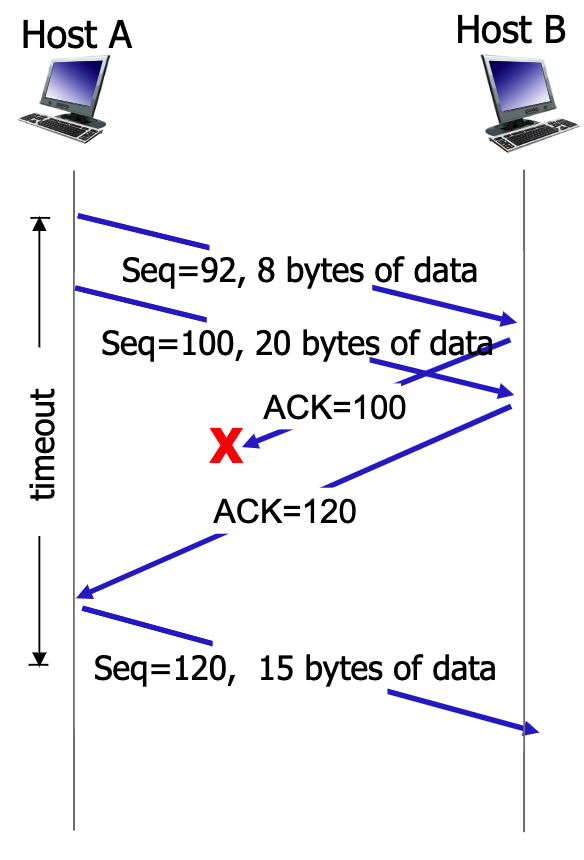 Host A
Host B
Seq=92, 8 bytes of data
Seq=100, 20 bytes of data
ACK=100
X
timeout
ACK=120
Seq=120,  15 bytes of data